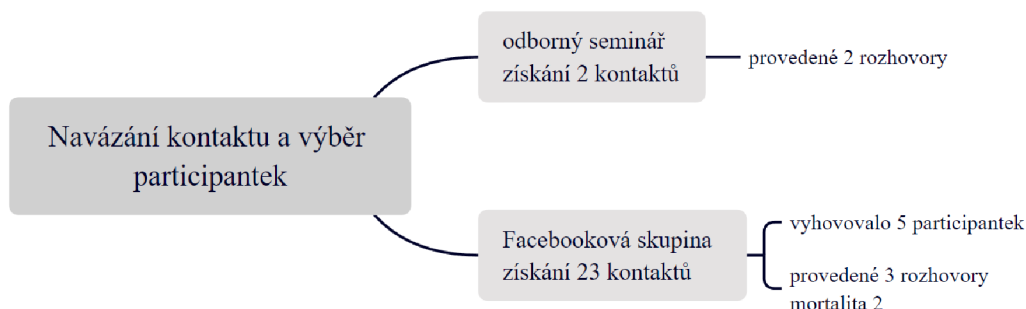 Navázání kontaktu a výběr
participantek
odborný seminář
získání 2 kontaktů
provedené 2 rozhovory
Facebooková skupina
získání 23 kontaktů
vyhovovalo 5 participantek
provedené 3 rozhovory
mortalita 2